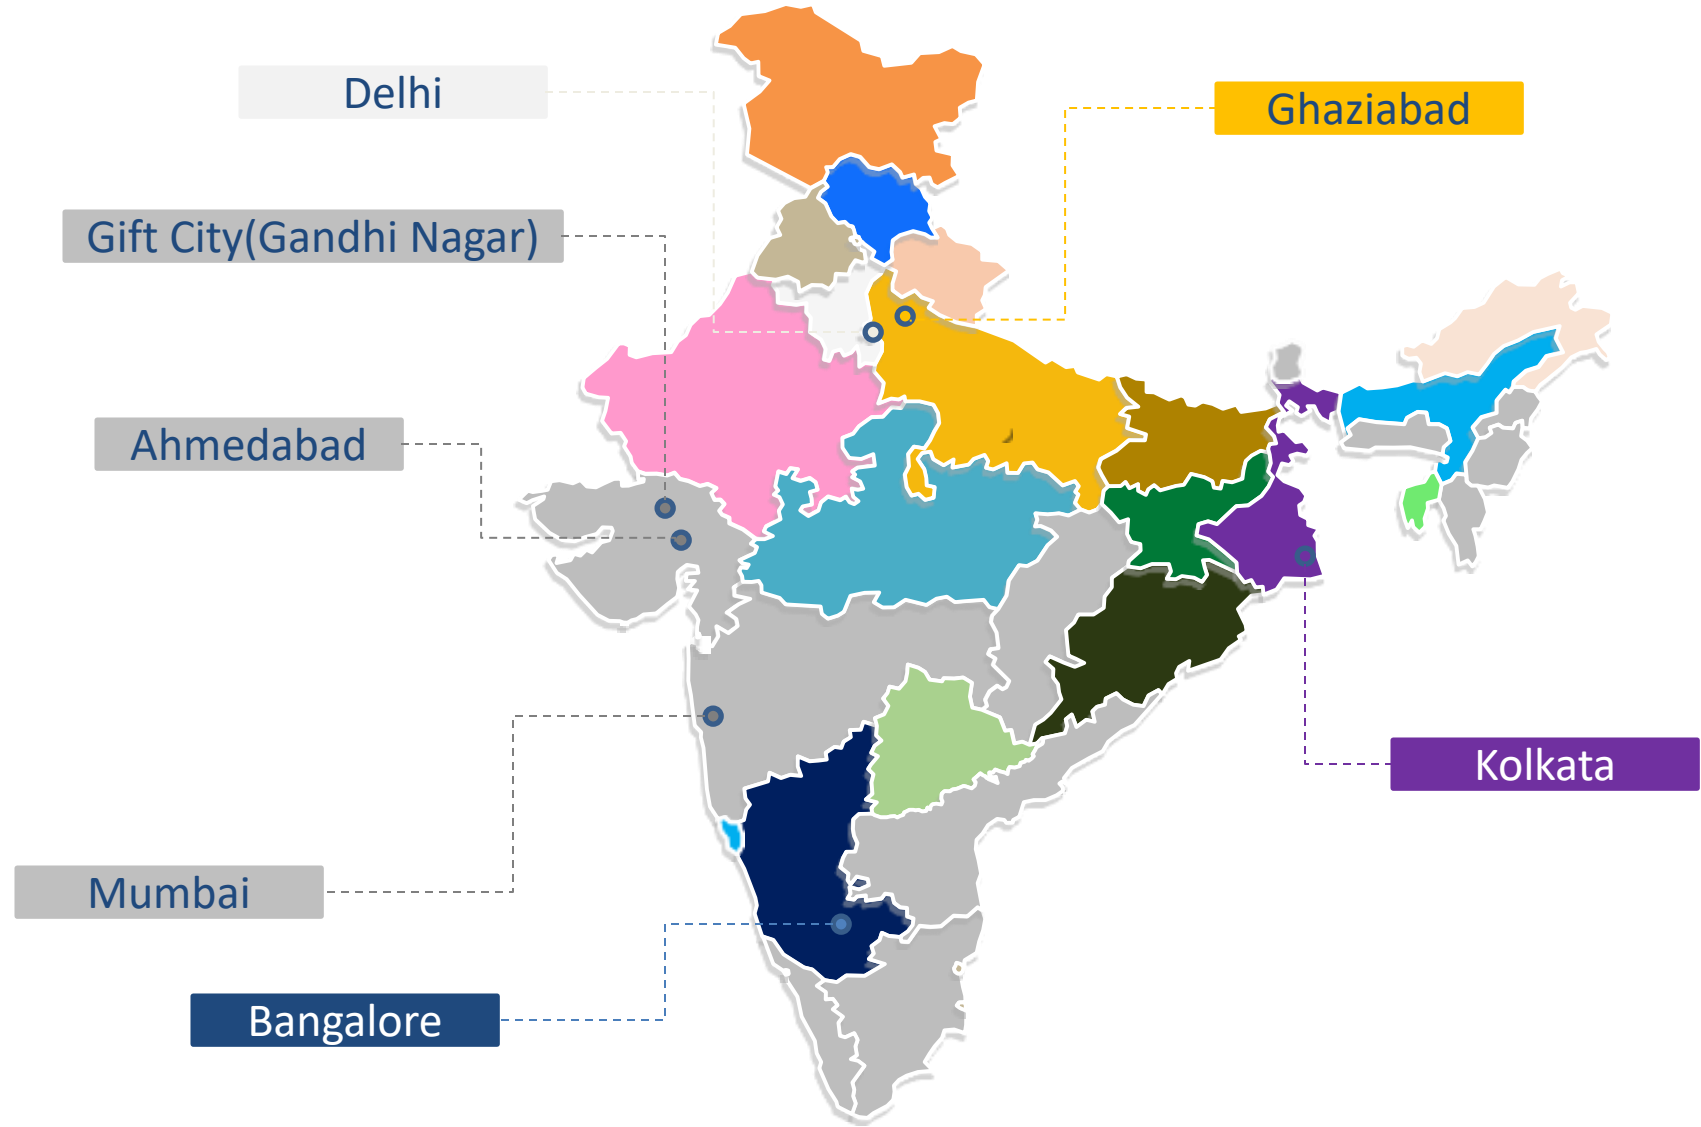 Delhi
Ghaziabad
Gift City(Gandhi Nagar)
Ahmedabad
Kolkata
Mumbai
Bangalore